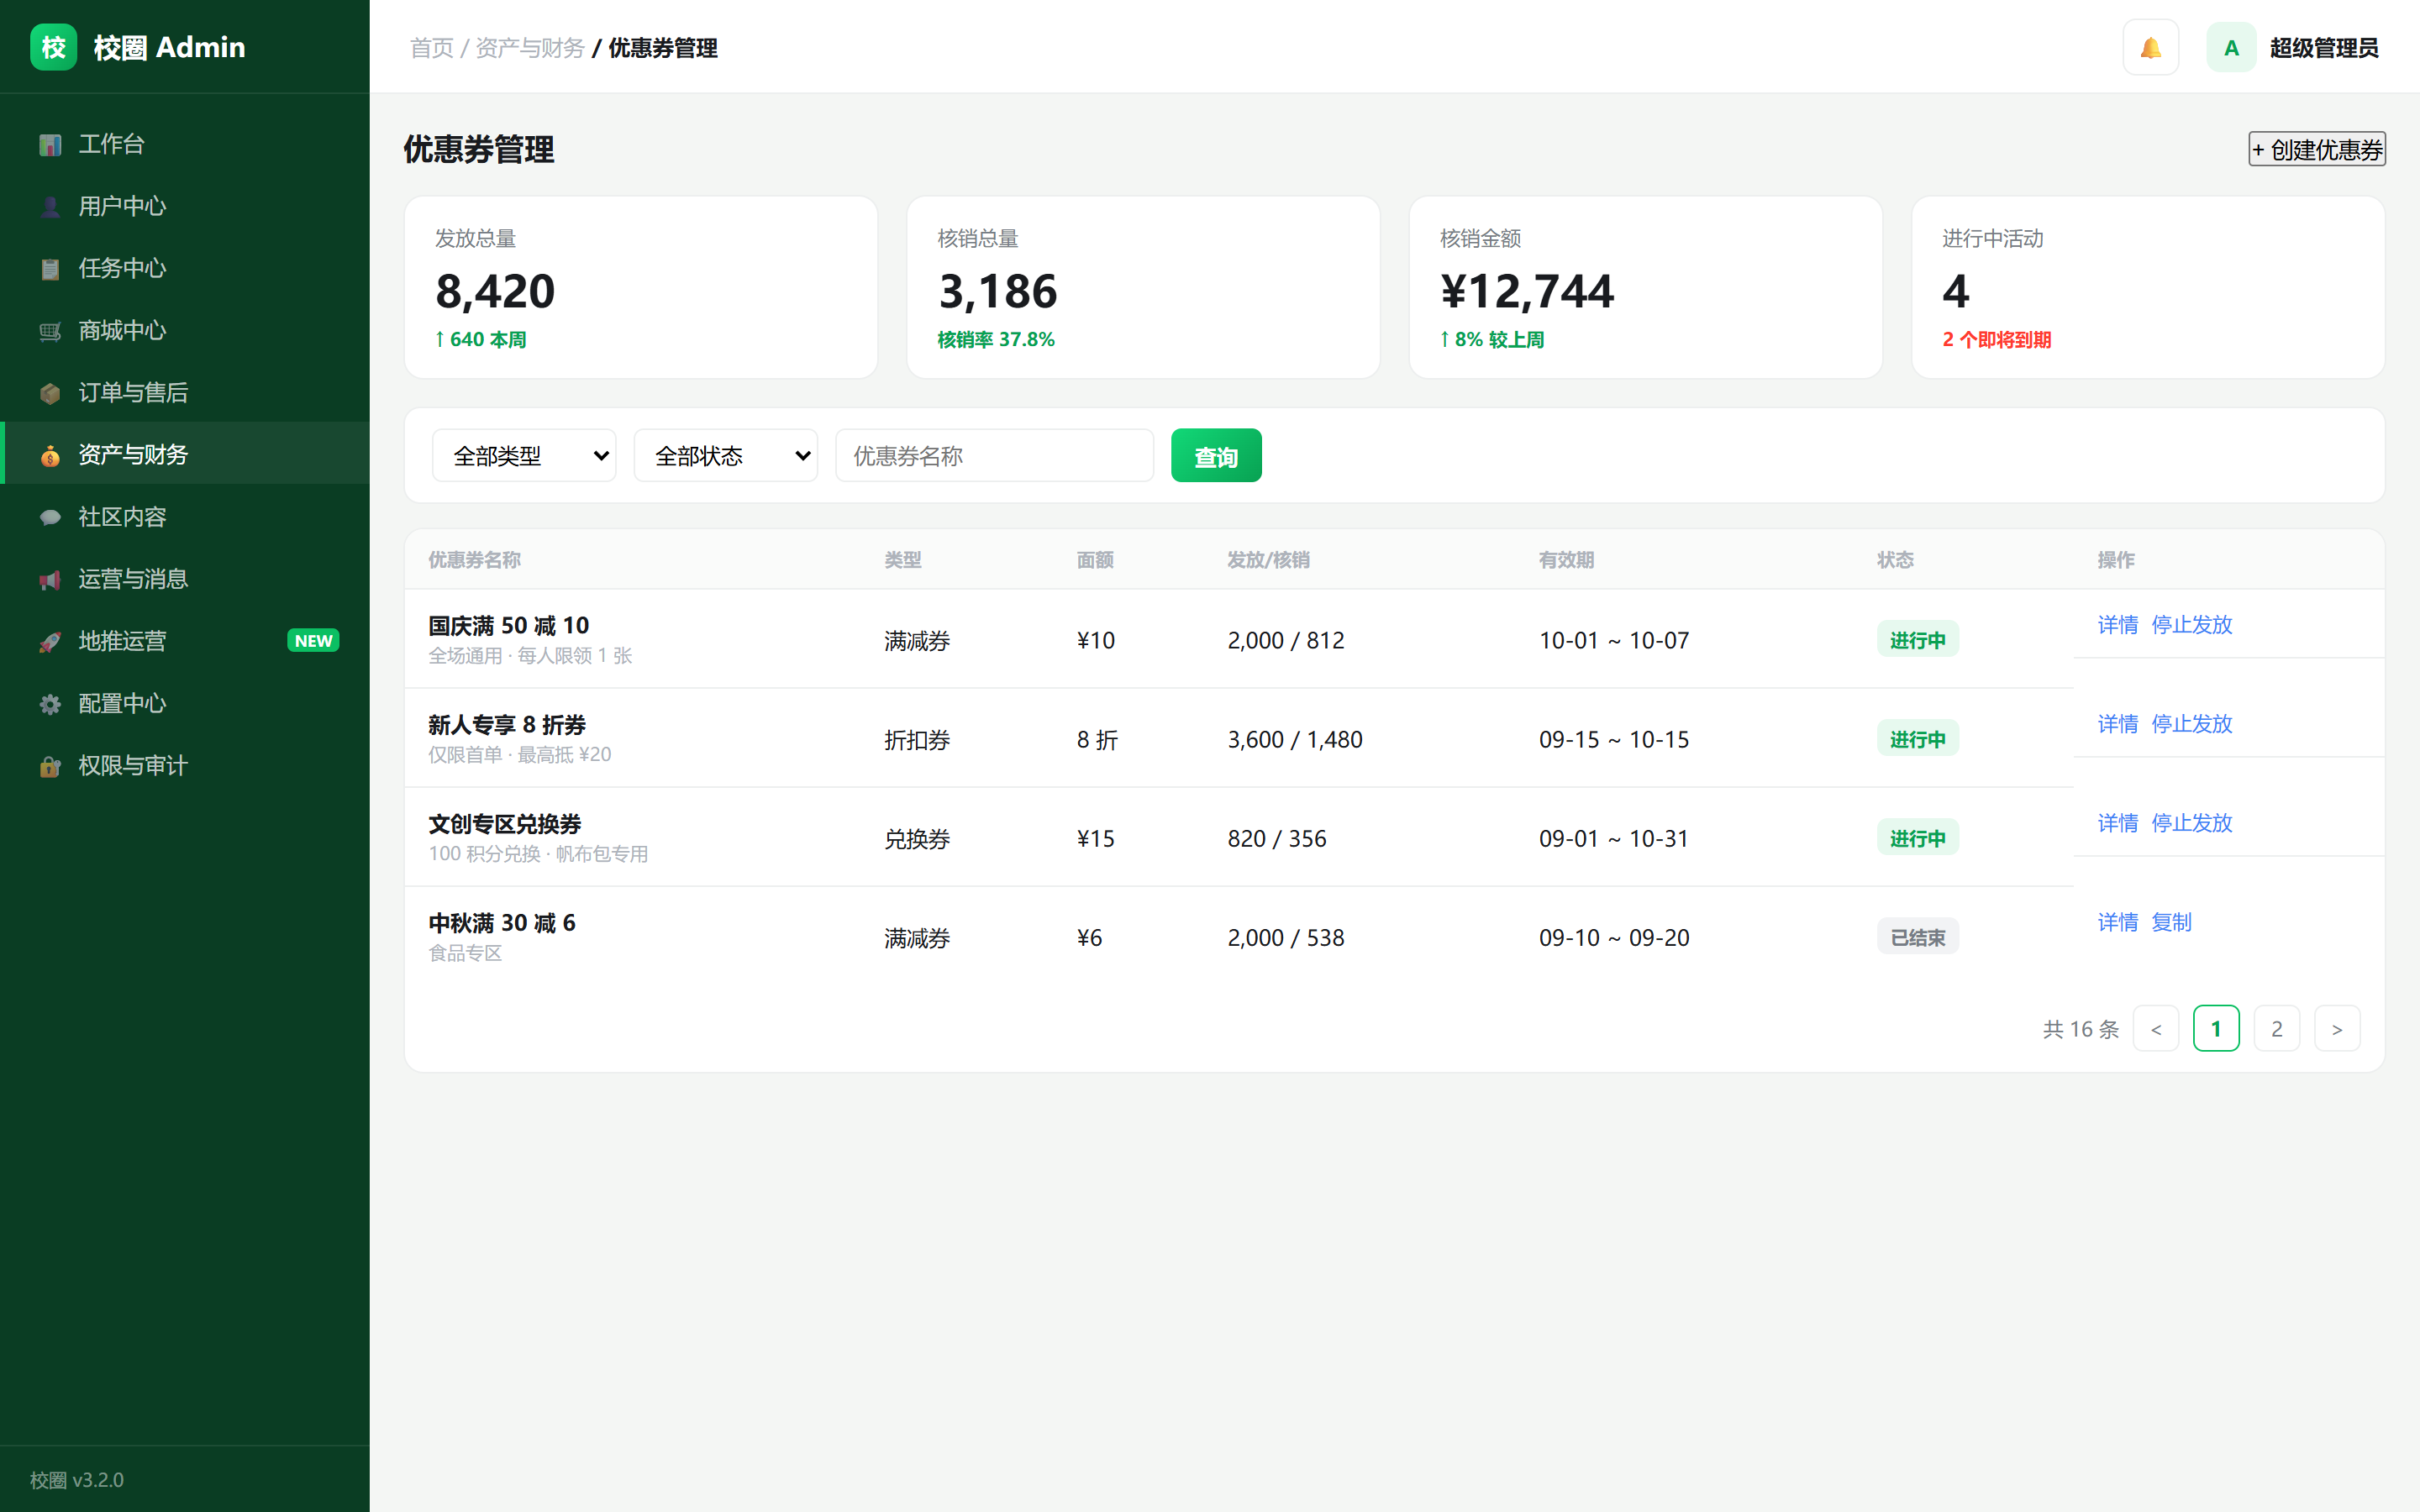 校 校圈 Admin
首页 / 资产与财务 / 优惠券管理
A 超级管理员
工作台
用户中心
任务中心
商城中心
订单与售后
资产与财务
社区内容
运营与消息
地推运营 NEW
配置中心
权限与审计
校圈 v3.2.0
优惠券管理
+ 创建优惠券
发放总量
8,420
↑ 640 本周
核销总量
3,186
核销率 37.8%
核销金额
¥12,744
↑ 8% 较上周
进行中活动
4
2 个即将到期
全部类型 全部状态 优惠券名称 查询
优惠券名称 类型 面额 发放/核销 有效期 状态 操作
国庆满 50 减 10
全场通用 · 每人限领 1 张
满减券 ¥10 2,000 / 812 10-01 ~ 10-07 进行中 详情 停止发放
新人专享 8 折券
仅限首单 · 最高抵 ¥20
折扣券 8 折 3,600 / 1,480 09-15 ~ 10-15 进行中 详情 停止发放
文创专区兑换券
100 积分兑换 · 帆布包专用
兑换券 ¥15 820 / 356 09-01 ~ 10-31 进行中 详情 停止发放
中秋满 30 减 6
食品专区
满减券 ¥6 2,000 / 538 09-10 ~ 09-20 已结束 详情 复制
共 16 条 < 1 2 >